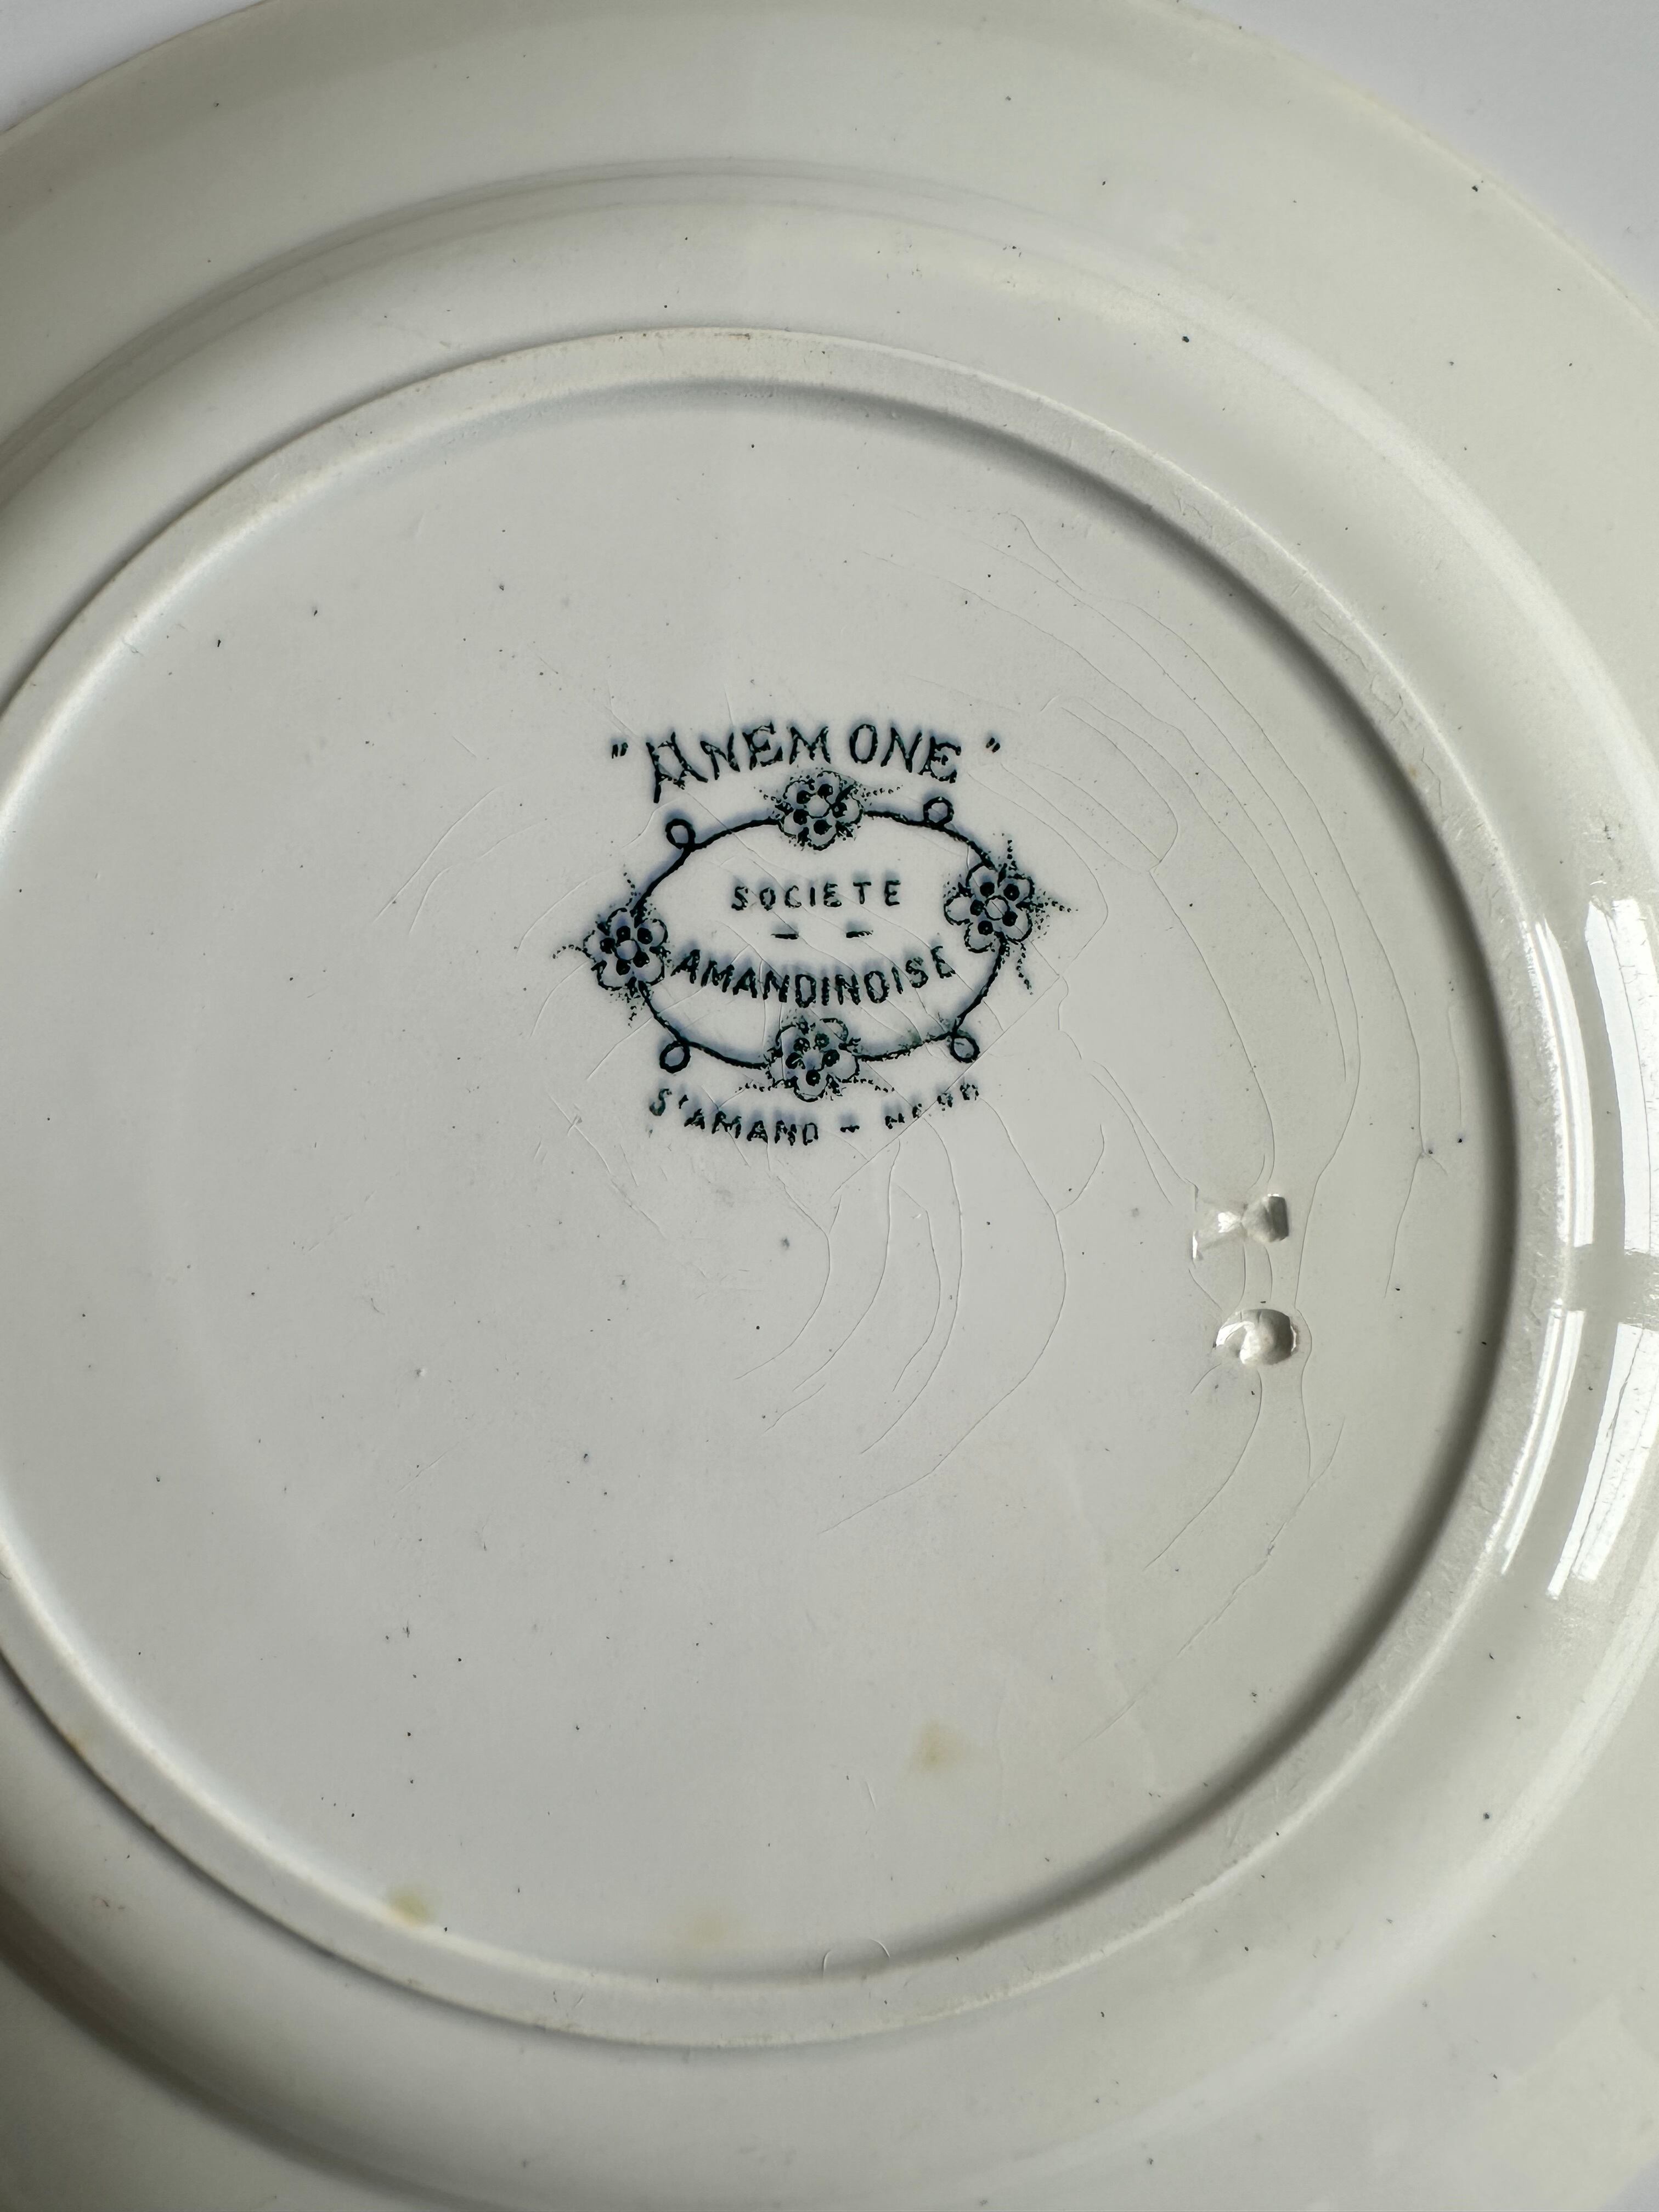 "ANEMONE"
SOCIETE
AMANDINOISE
S'AMAND - NORD